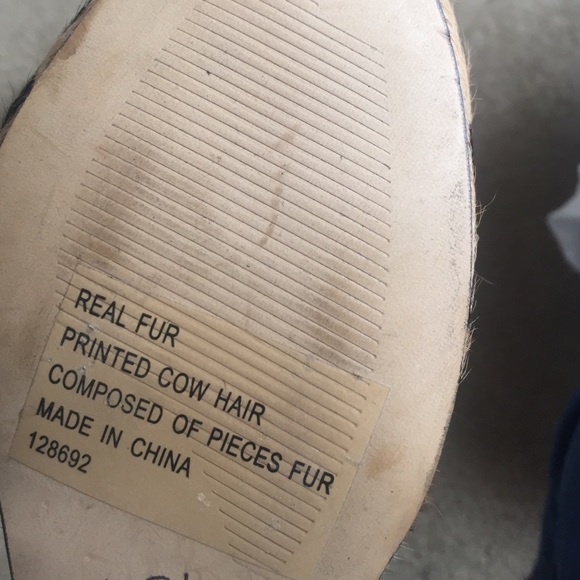 REAL FUR
PRINTED COW HAIR
COMPOSED OF PIECES FUR
MADE IN CHINA
128692